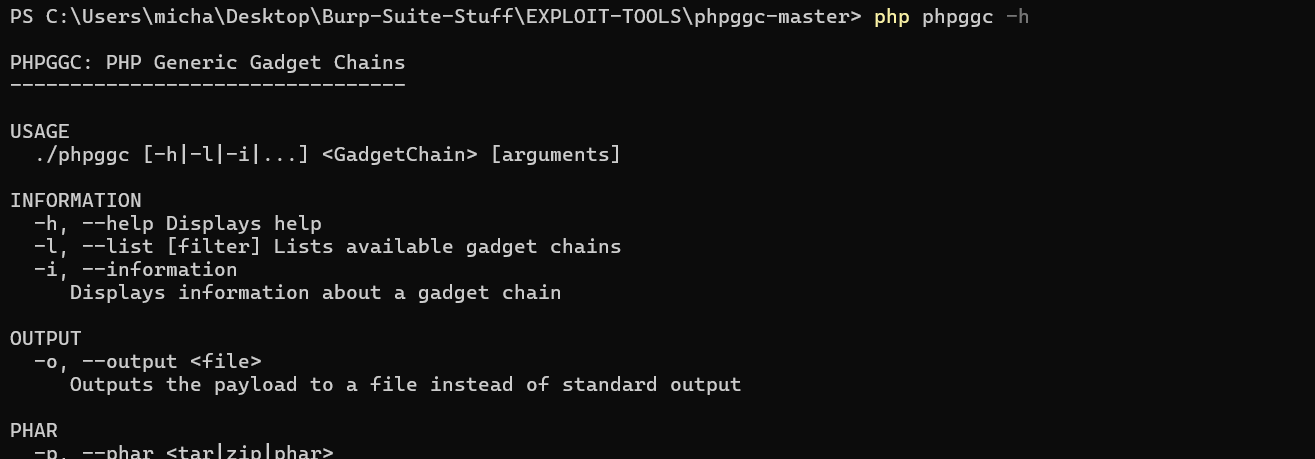 PS C:\Users\micha\Desktop\Burp-Suite-Stuff\EXPLOIT-TOOLS\phpggc-master> php phpggc -h
PHPGGC: PHP Generic Gadget Chains
---------------------------------
USAGE
  ./phpggc [-h|-l|-i|...] <GadgetChain> [arguments]
INFORMATION
  -h, --help Displays help
  -l, --list [filter] Lists available gadget chains
  -i, --information
     Displays information about a gadget chain
OUTPUT
  -o, --output <file>
     Outputs the payload to a file instead of standard output
PHAR
  -p, --phar <tar|zip|phar>